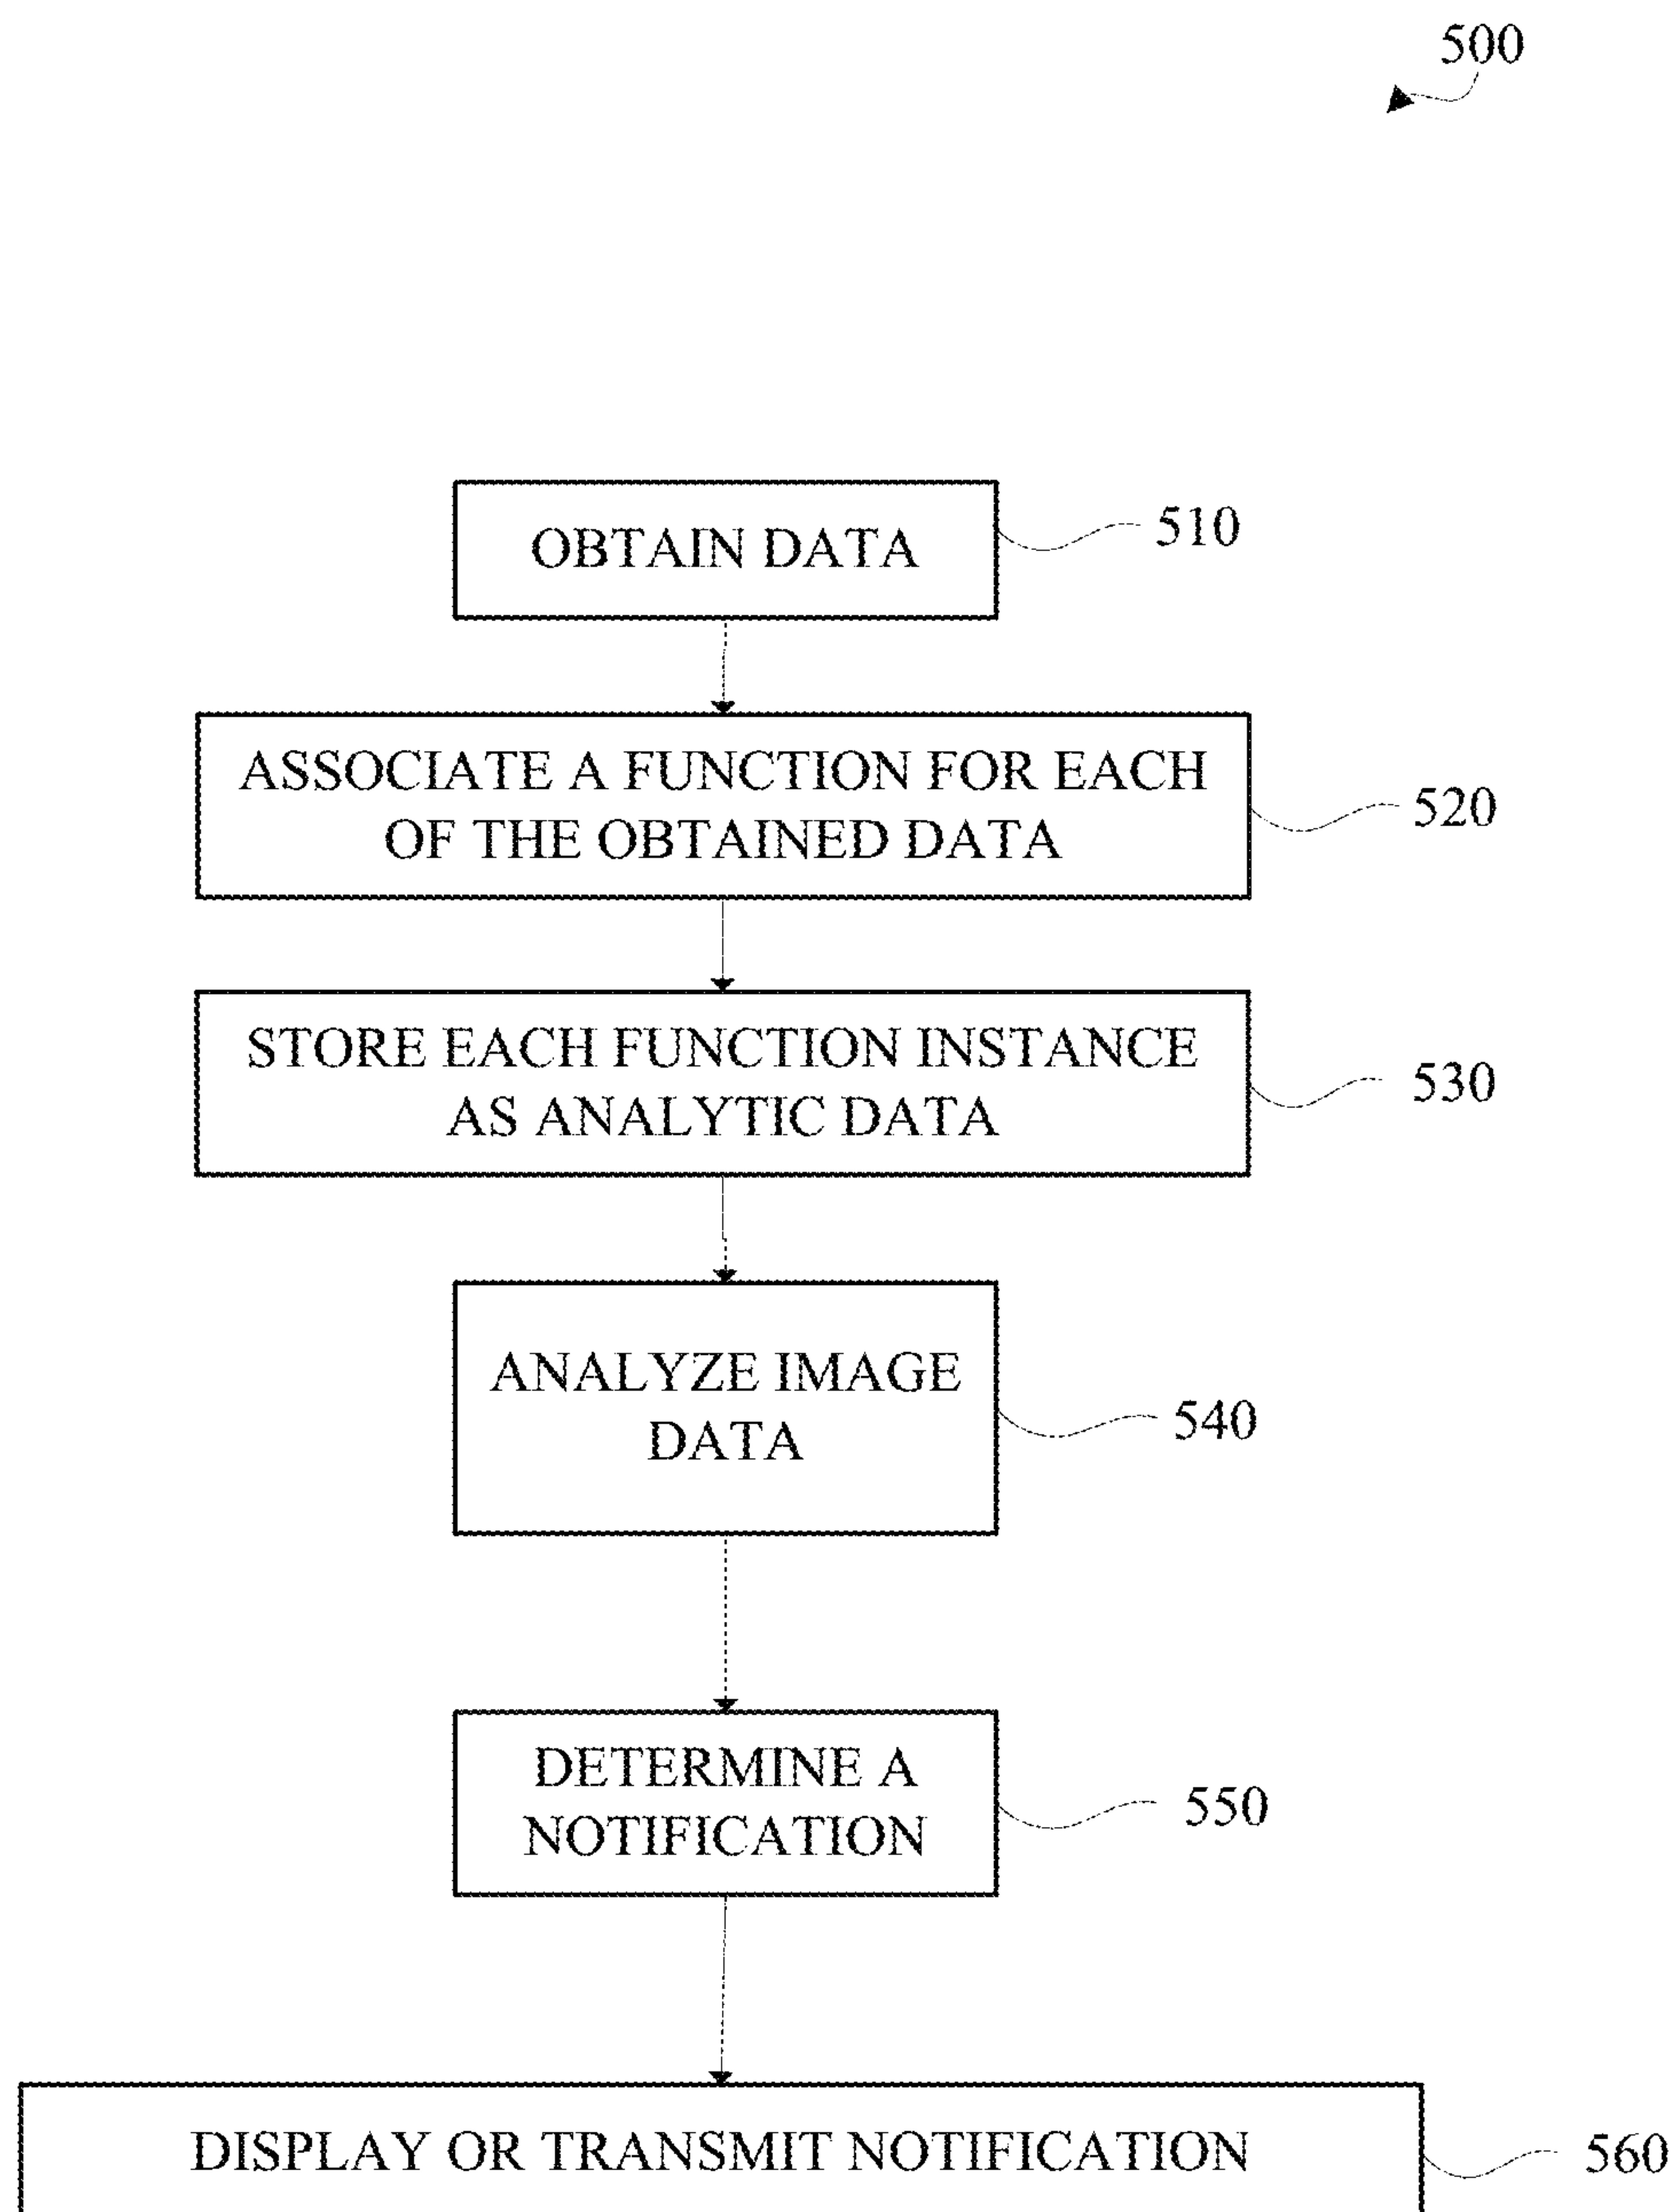 500
OBTAIN DATA
510
ASSOCIATE A FUNCTION FOR EACH
OF THE OBTAINED DATA
520
STORE EACH FUNCTION INSTANCE
AS ANALYTIC DATA
530
ANALYZE IMAGE
DATA
540
DETERMINE A
NOTIFICATION
550
DISPLAY OR TRANSMIT NOTIFICATION
560